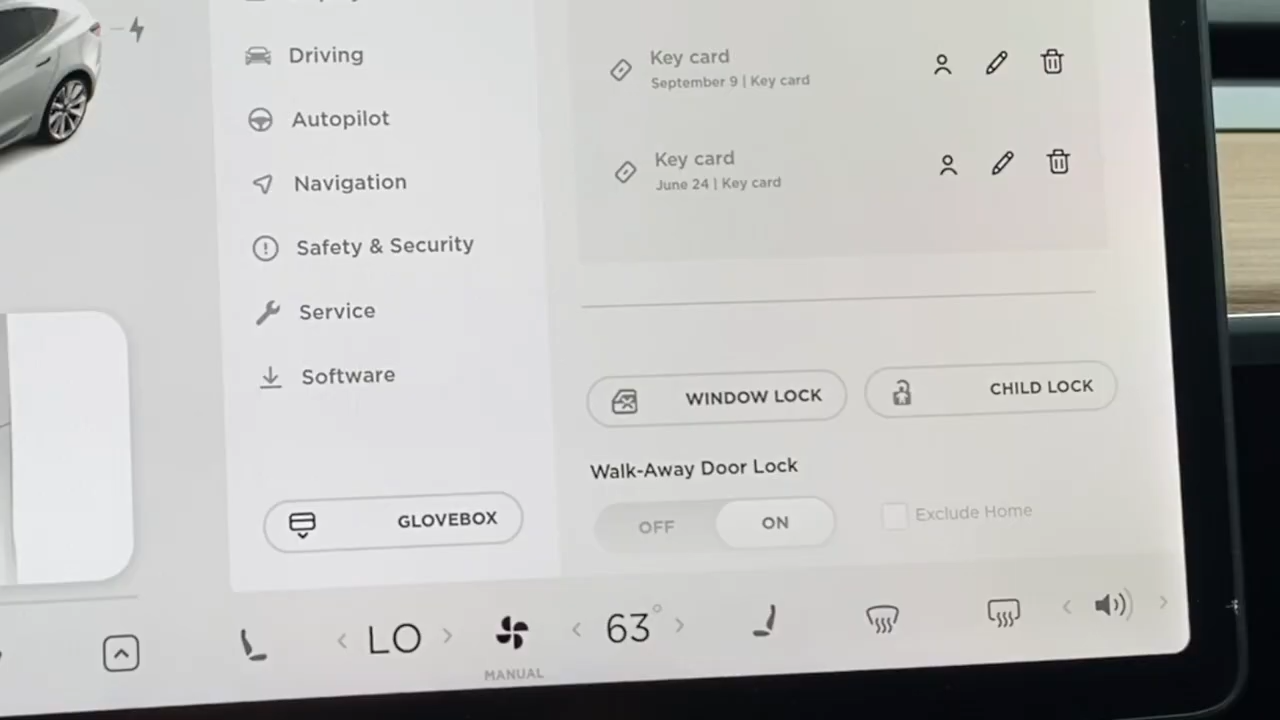 Driving
Autopilot
Navigation
Safety & Security
Service
Software
GLOVEBOX
Key card
September 9 | Key card
Key card
June 24 | Key card
WINDOW LOCK
CHILD LOCK
Walk-Away Door Lock
OFF
ON
Exclude Home
LO
MANUAL
63°